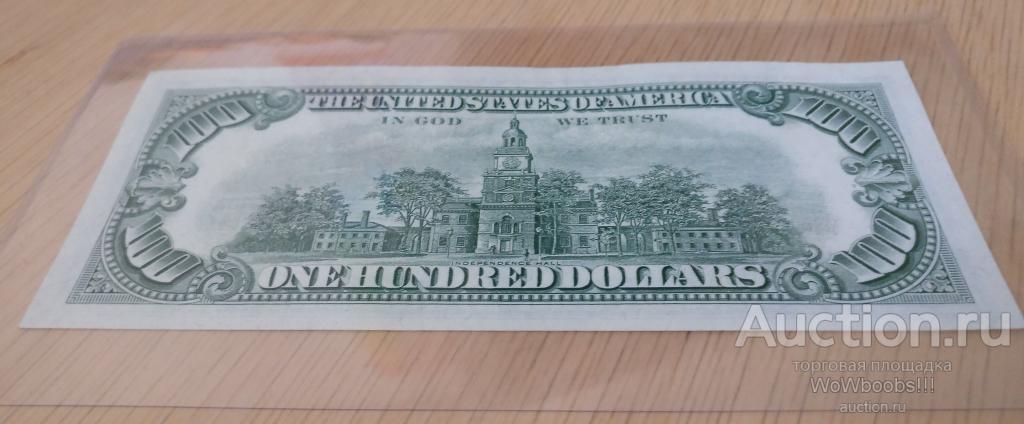 100 THE UNITED STATES OF AMERICA 100
IN GOD WE TRUST
INDEPENDENCE HALL
100 ONE HUNDRED DOLLARS 100
Auction.ru
торговая площадка
WoWboobs!!!
auction.ru